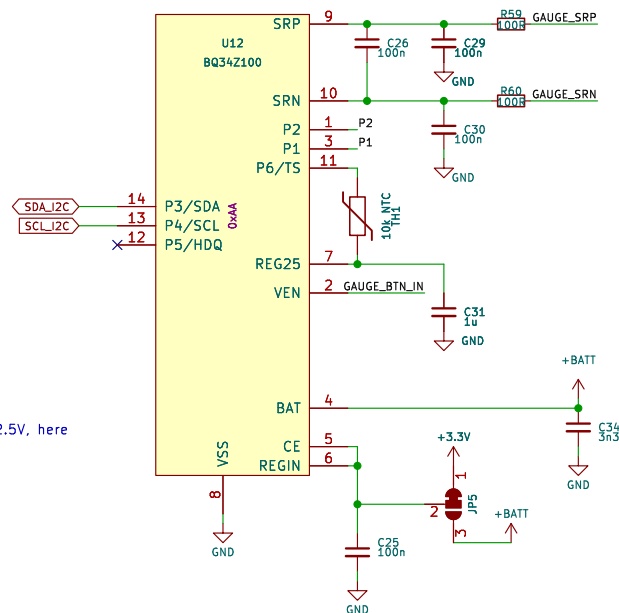 U12
BQ34Z100
SRP
9
R59
100R
GAUGE_SRP
C26
100n
C29
100n
GND
SRN
10
R60
100R
GAUGE_SRN
P2
1
P2
P1
3
P1
C30
100n
GND
P6/TS
11
SDA_I2C
14
P3/SDA
SCL_I2C
13
P4/SCL
12
P5/HDQ
0xAA
10k NTC
TH1
REG25
7
VEN
2
GAUGE_BTN_IN
C31
1u
GND
+BATT
BAT
4
C34
3n3
GND
2.5V, here
CE
5
REGIN
6
VSS
8
GND
+3.3V
1
2
JP5
3
+BATT
C25
100n
GND